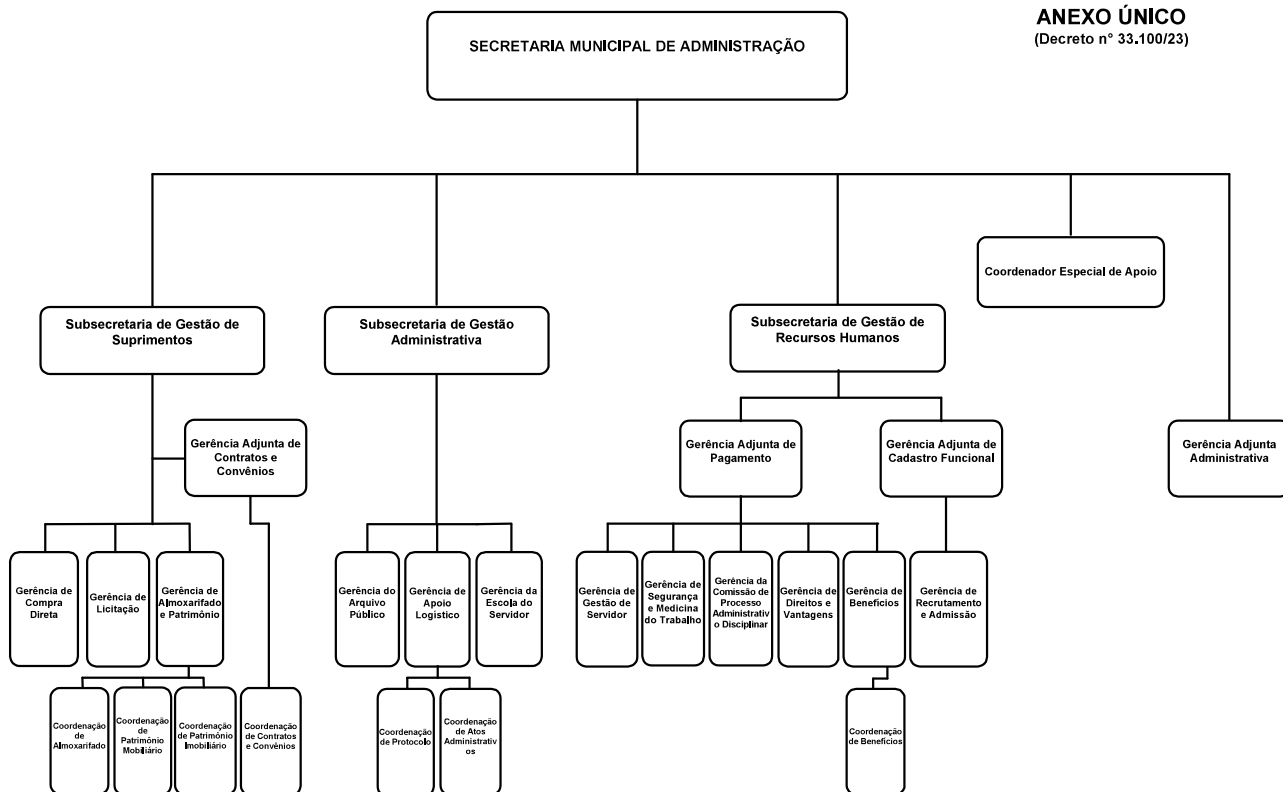 ANEXO ÚNICO
(Decreto n° 33.100/23)
SECRETARIA MUNICIPAL DE ADMINISTRAÇÃO
Coordenador Especial de Apoio
Subsecretaria de Gestão de
Suprimentos
Subsecretaria de Gestão
Administrativa
Subsecretaria de Gestão de
Recursos Humanos
Gerência Adjunta de
Contratos e
Convênios
Gerência Adjunta de
Pagamento
Gerência Adjunta de
Cadastro Funcional
Gerência Adjunta
Administrativa
Gerência de
Compra
Direta
Gerência
de Licitação
Gerência de
Almoxarifado
e Patrimônio
Gerência do
Arquivo
Público
Gerência de
Apoio
Logístico
Gerência da
Escola do
Servidor
Gerência de
Gestão de
Servidor
Gerência de
Segurança
e Medicina
do Trabalho
Gerência da
Comissão de
Processo
Administrativ
o Disciplinar
Gerência de
Direitos e
Vantagens
Gerência
de Benefícios
Gerência de
Recrutamento
e Admissão
Coordenação
de
Almoxarifado
Coordenação
de
Patrimônio
Mobiliário
Coordenação
de Patrimônio
Imobiliário
Coordenação
de Contratos
e Convênios
Coordenação
de Protocolo
Coordenação
de Atos
Administrativ
os
Coordenação
de Benefícios